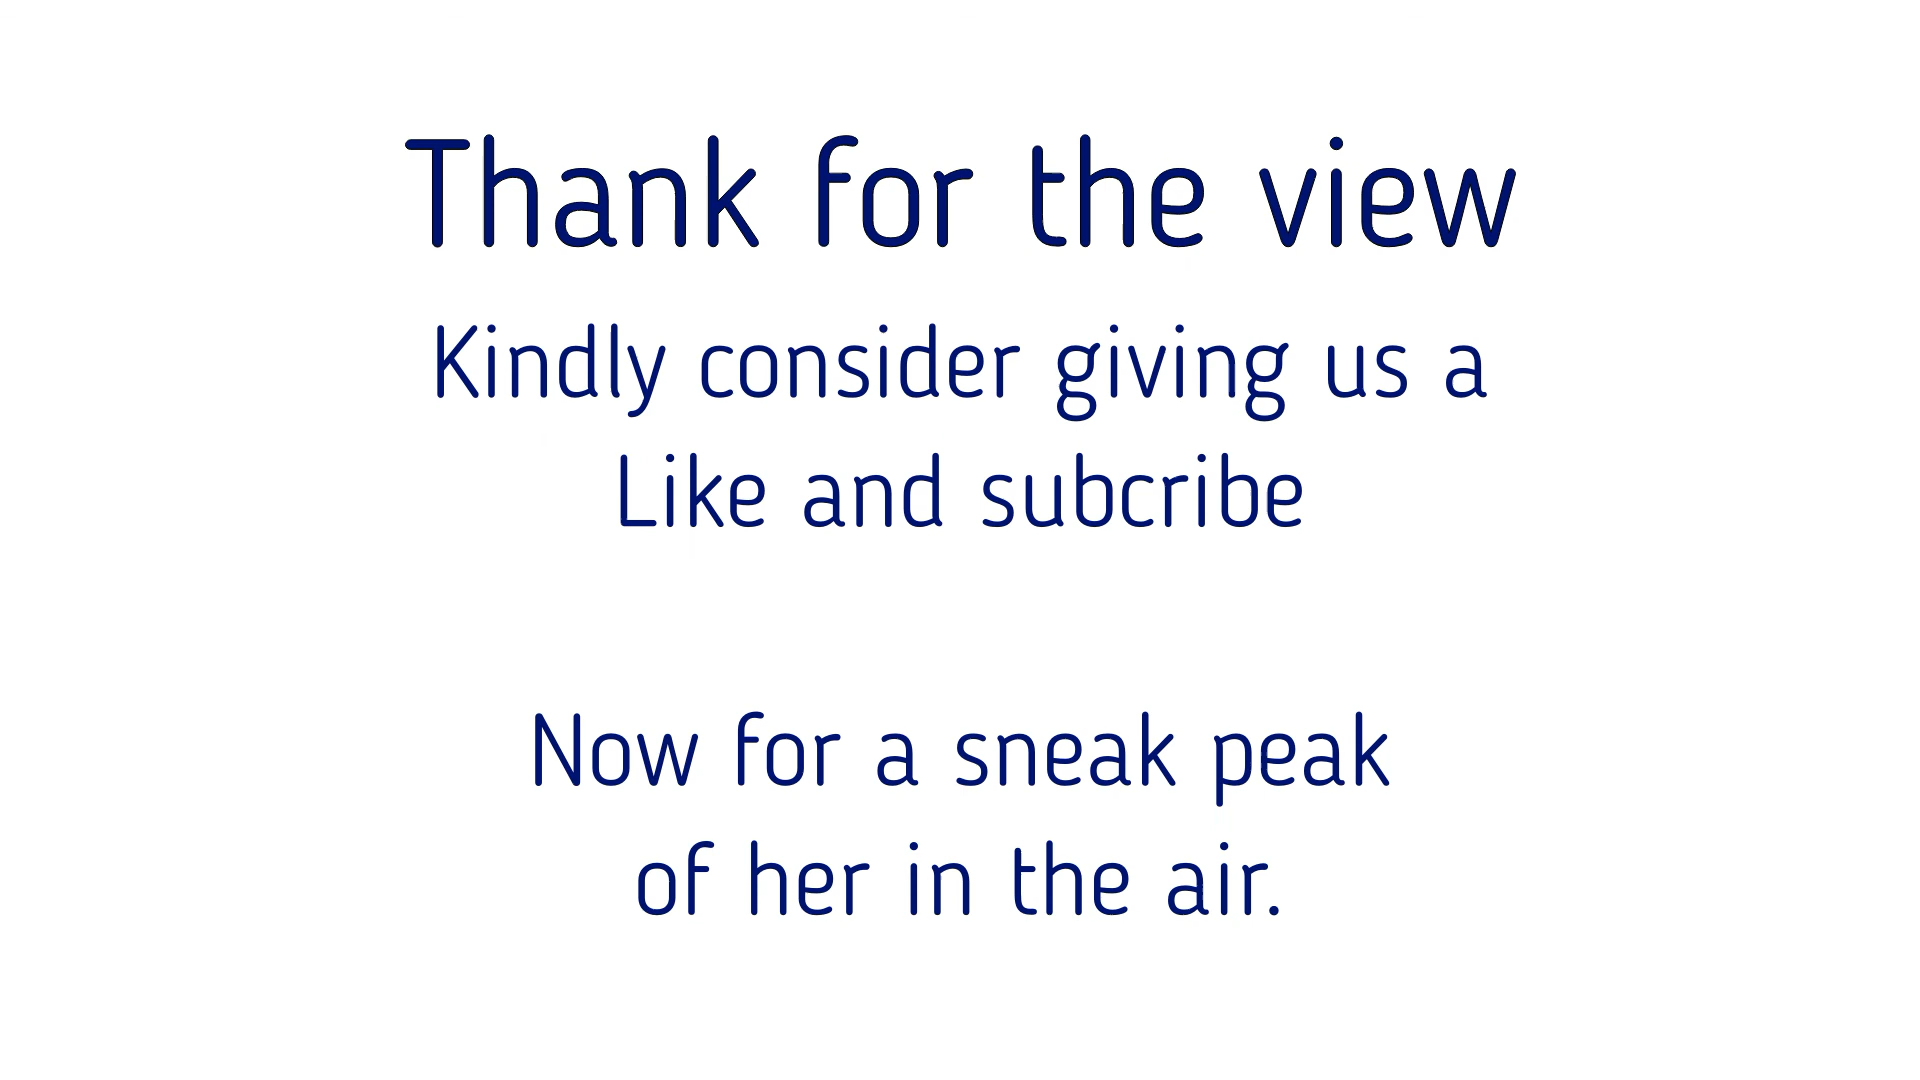 Thank for the view
Kindly consider giving us a
Like and subcribe
Now for a sneak peak
of her in the air.